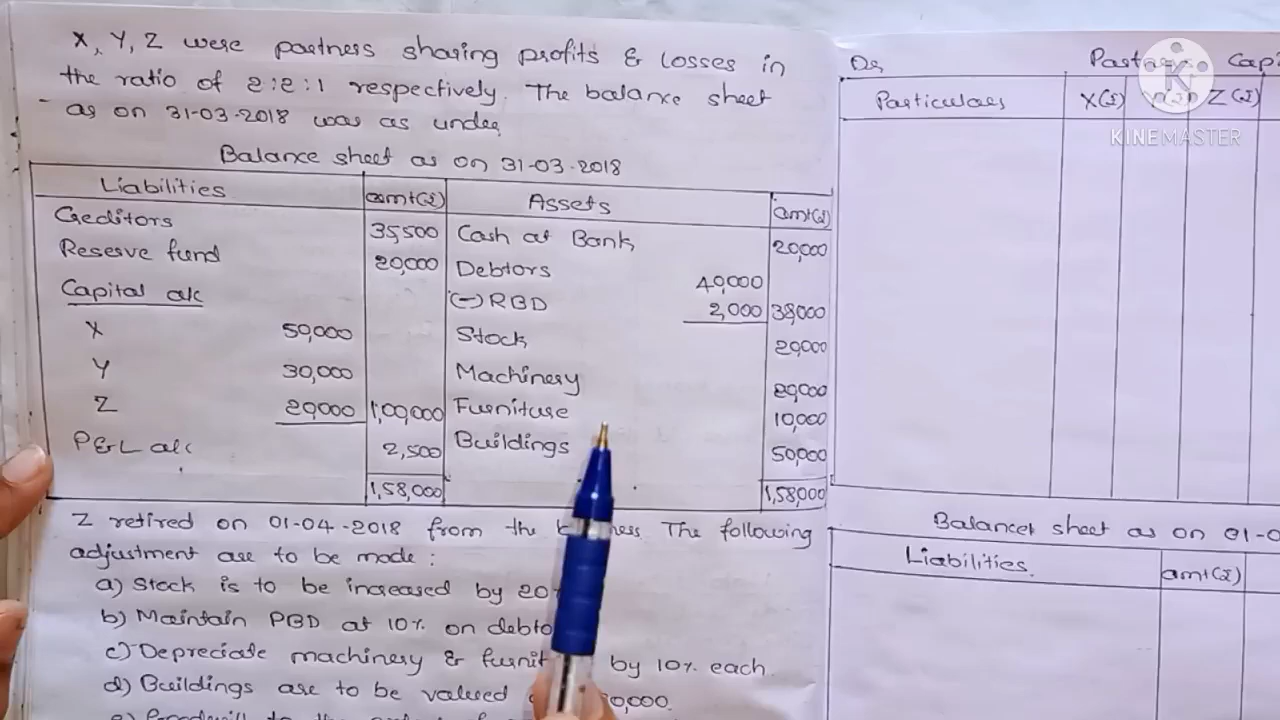 X, Y, Z were partners sharing profits & losses in
the ratio of 2:2:1 respectively. The balance sheet
as on 31-03-2018 was as under
Balance sheet as on 31-03-2018
Liabilities amt(₹) Assets amt(₹)
Creditors 35,500 Cash at Bank 20,000
Reserve fund 20,000 Debtors 40,000
Capital a/c (-) RBD 2,000 38,000
X 50,000 Stock 20,000
Y 30,000 Machinery 20,000
Z 20,000 1,00,000 Furniture 10,000
P&L a/c 2,500 Buildings 50,000
1,58,000 1,58,000
Z retired on 01-04-2018 from the The following
adjustment are to be made:
a) Stock is to be increased by 20
b) Maintain PBD at 10% on
c) Depreciate machinery & by 10% each.
d) Buildings are to be valued
Dr Capi
Particulars X(₹) Z(₹)
KINEMASTER
Balance sheet as on 01-0
Liabilities amt(₹)